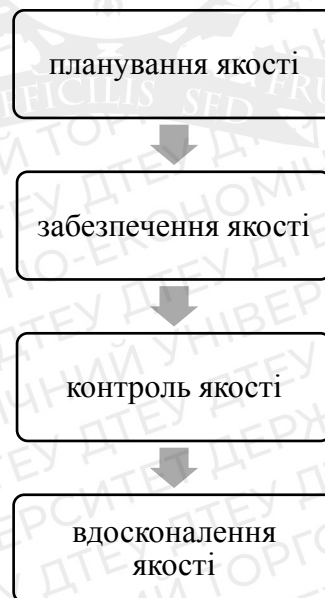 планування якості
забезпечення якості
контроль якості
вдосконалення
якості